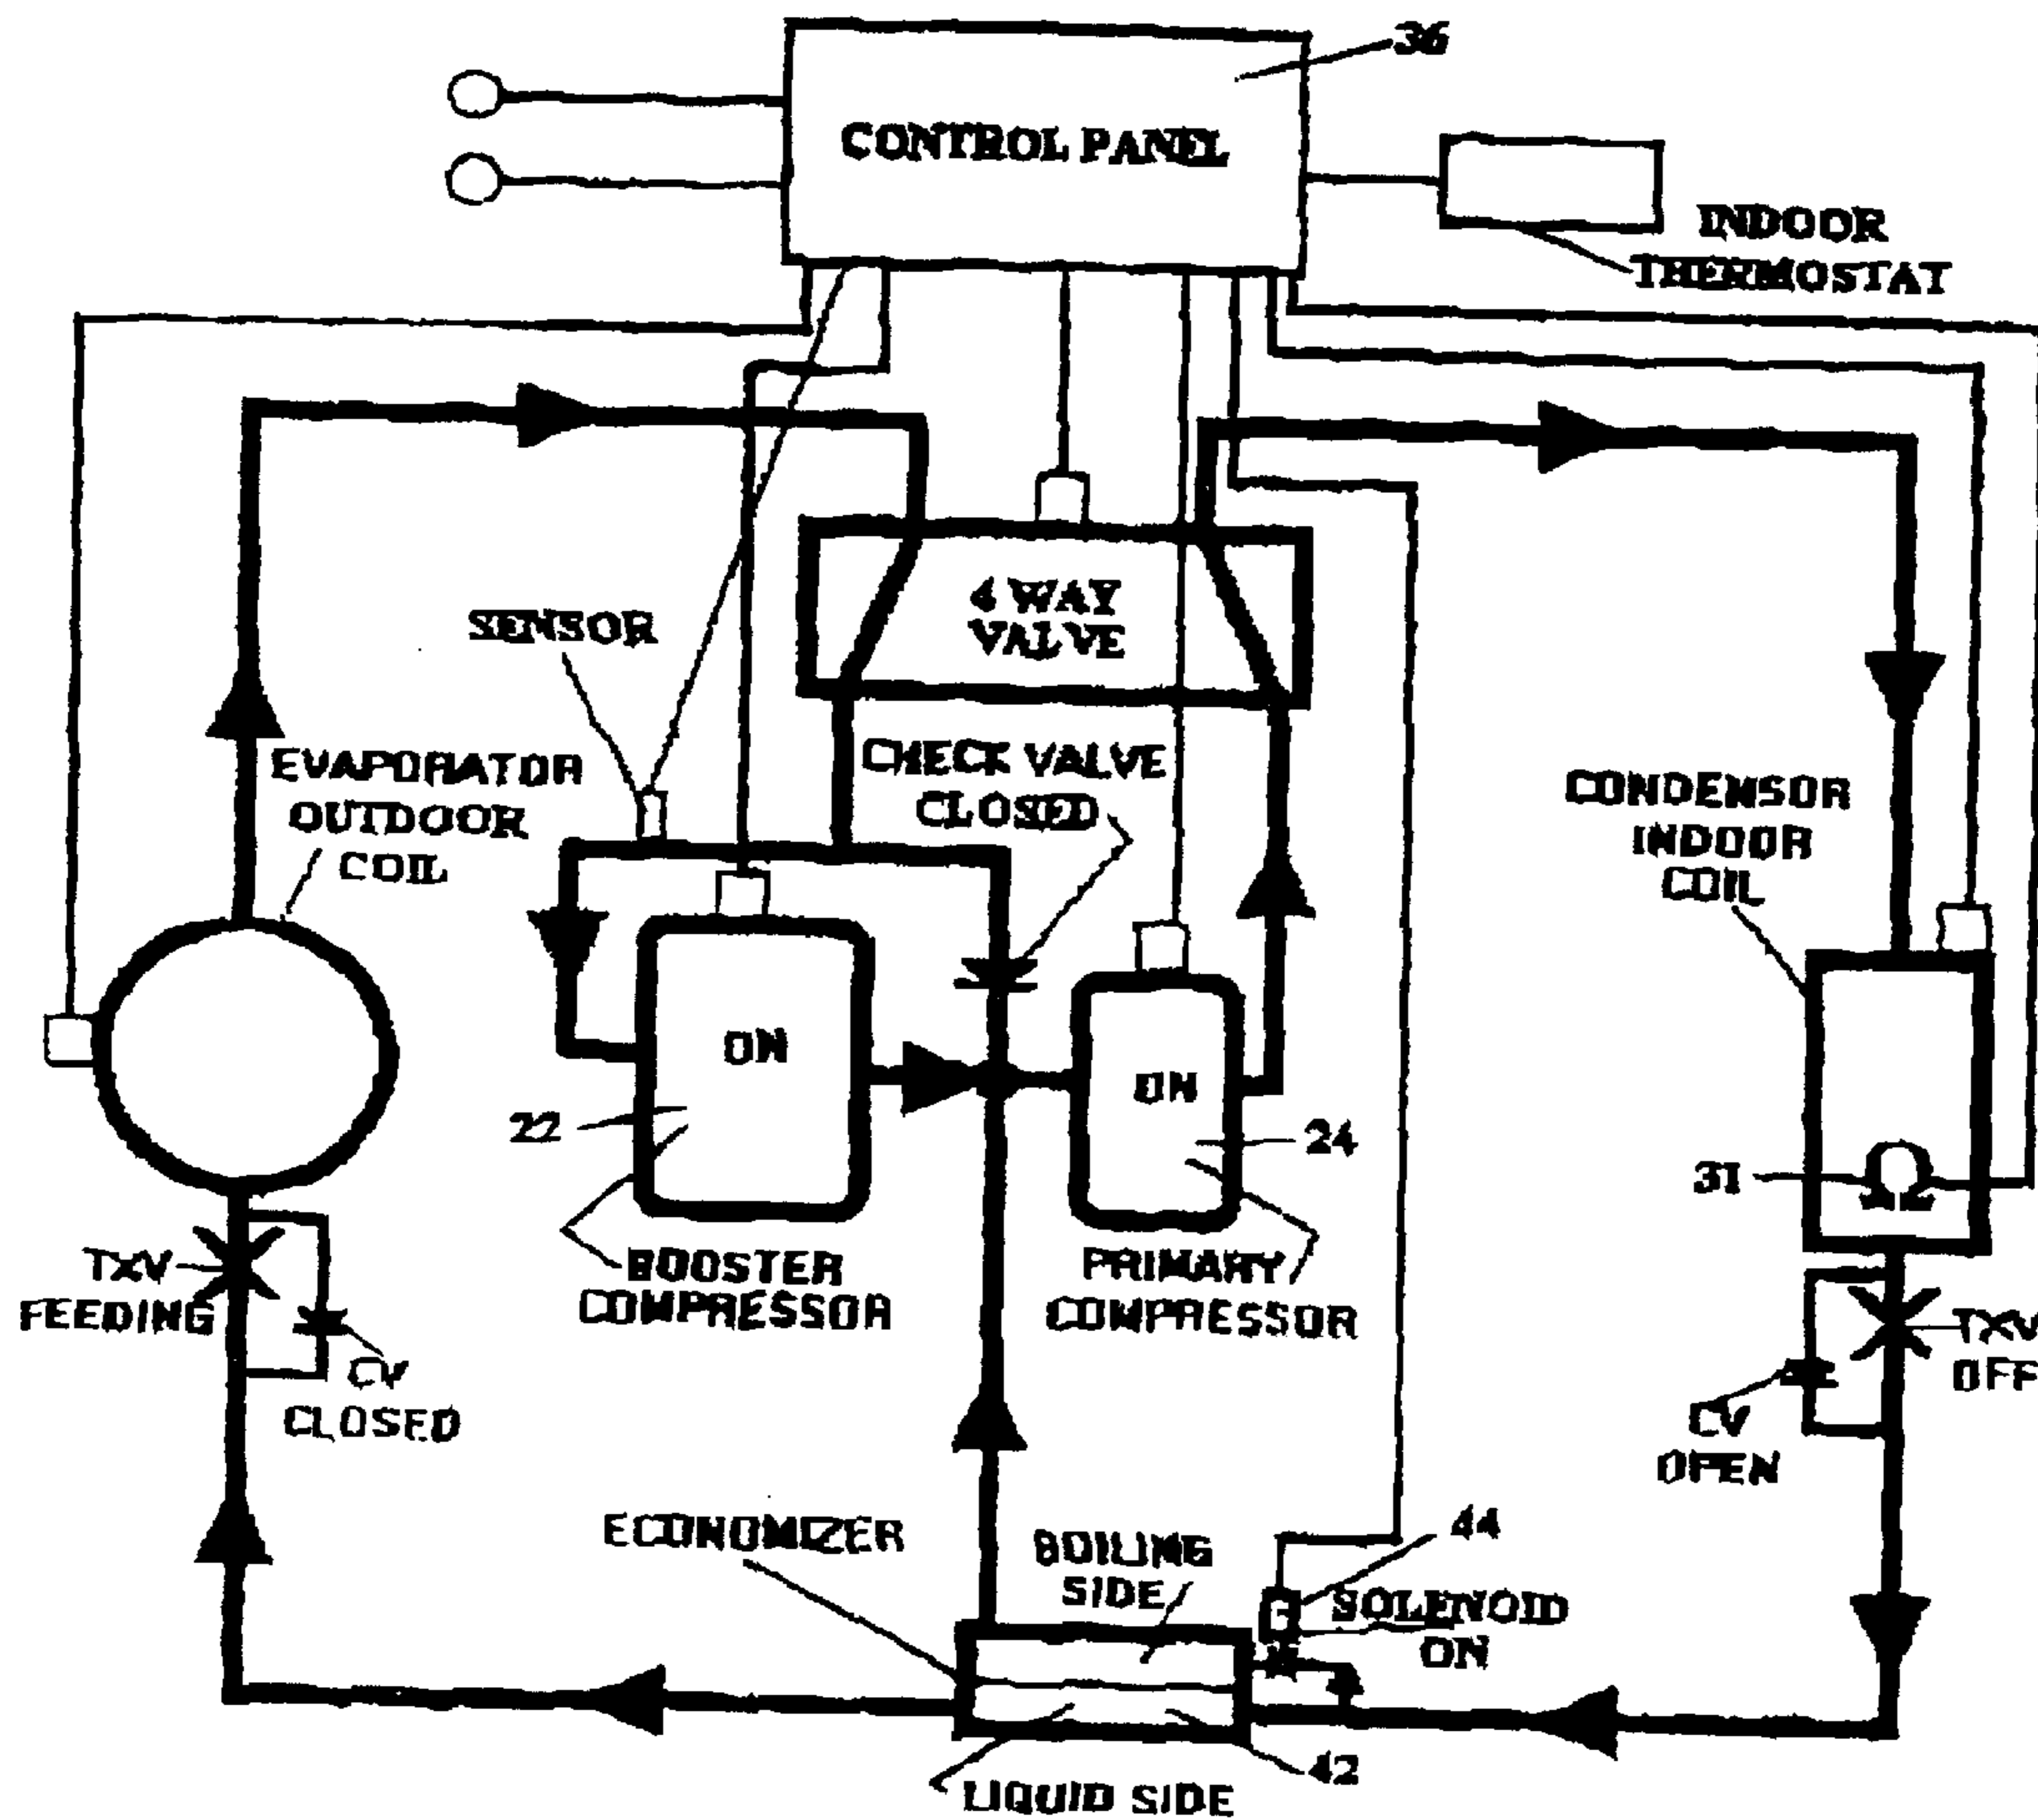 36
CONTROL PANEL
INDOOR
THERMOSTAT
4 WAY
VALVE
SENSOR
CHECK VALVE
CLOSED
EVAPORATOR
OUTDOOR
COIL
CONDENSOR
INDOOR
COIL
ON
ON
22
24
31
Ω
TXV
FEEDING
BOOSTER
COMPRESSOR
PRIMARY
COMPRESSOR
TXV
OFF
CV
CLOSED
CV
OPEN
ECONOMIZER
BOILING
SIDE
44
SOLENOID
ON
42
LIQUID SIDE